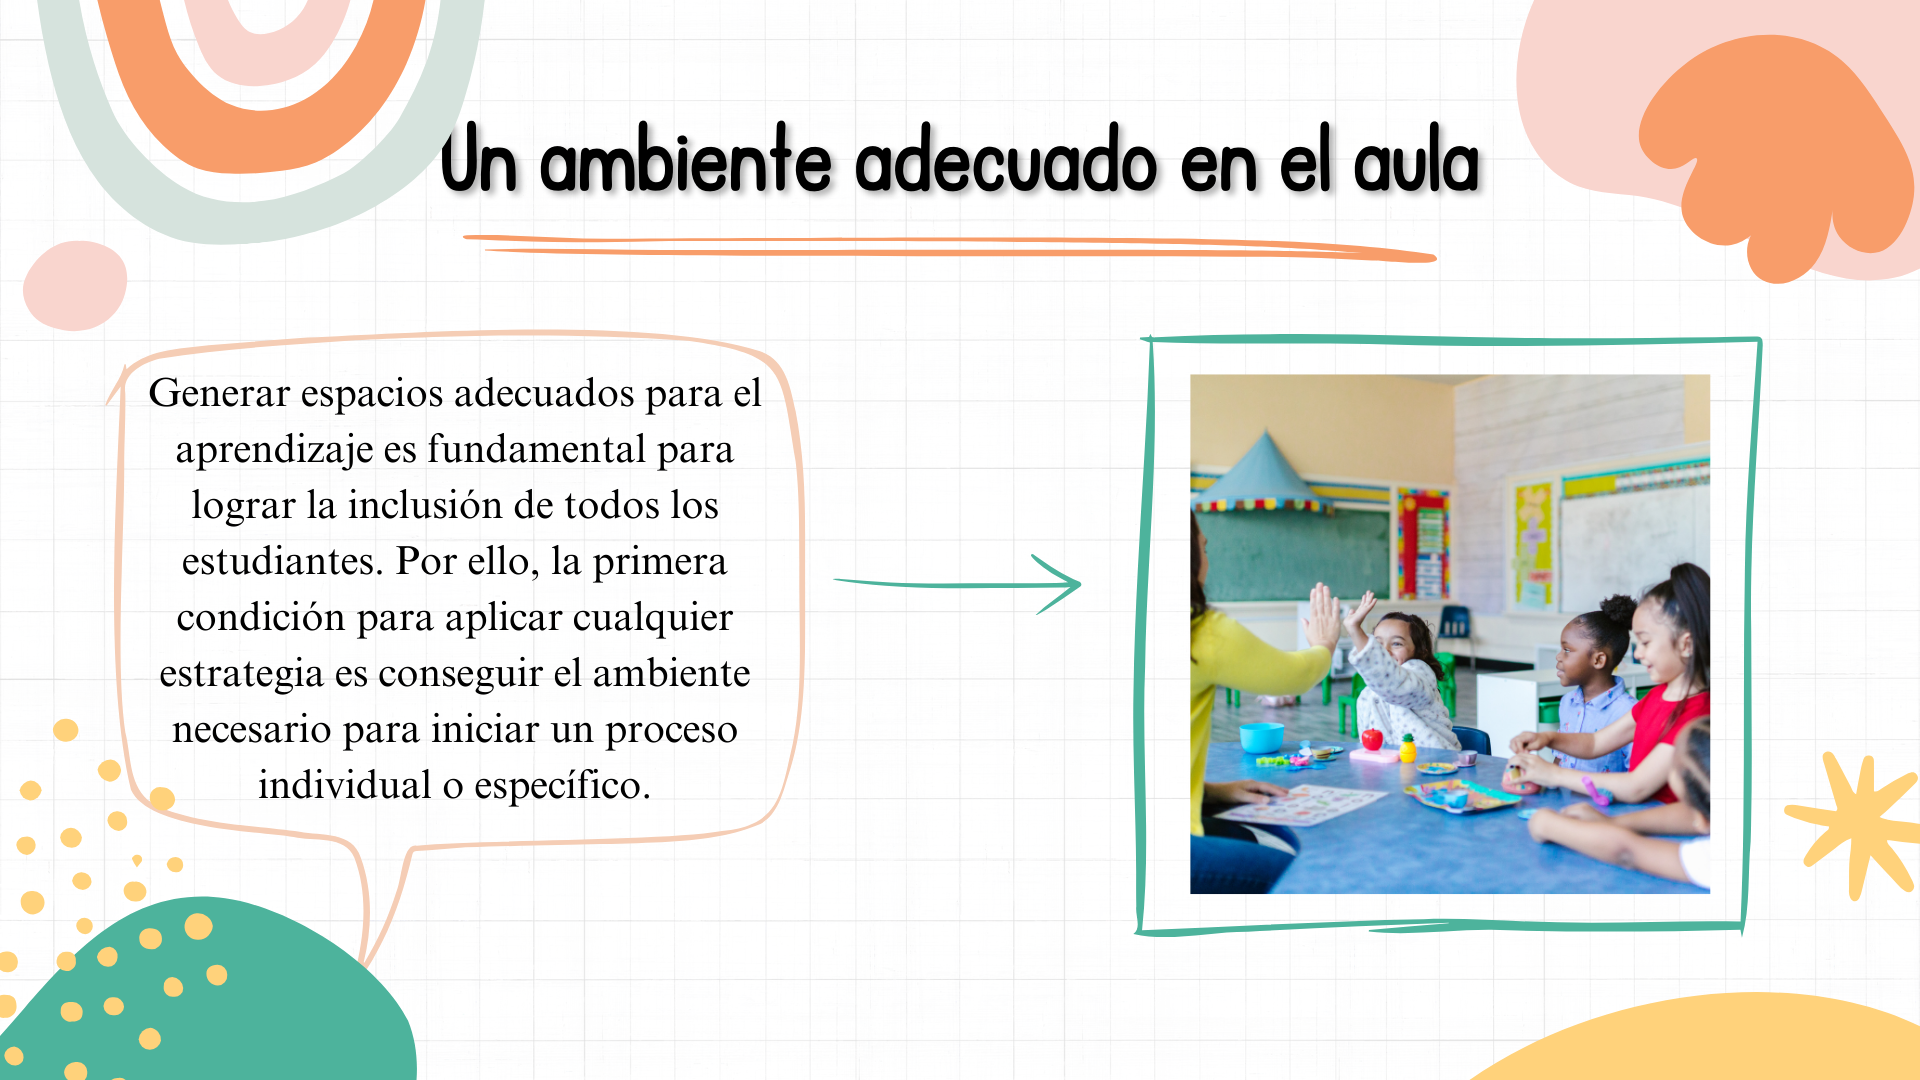 Un ambiente adecuado en el aula
Generar espacios adecuados para el
aprendizaje es fundamental para
lograr la inclusión de todos los
estudiantes. Por ello, la primera
condición para aplicar cualquier
estrategia es conseguir el ambiente
necesario para iniciar un proceso
individual o específico.